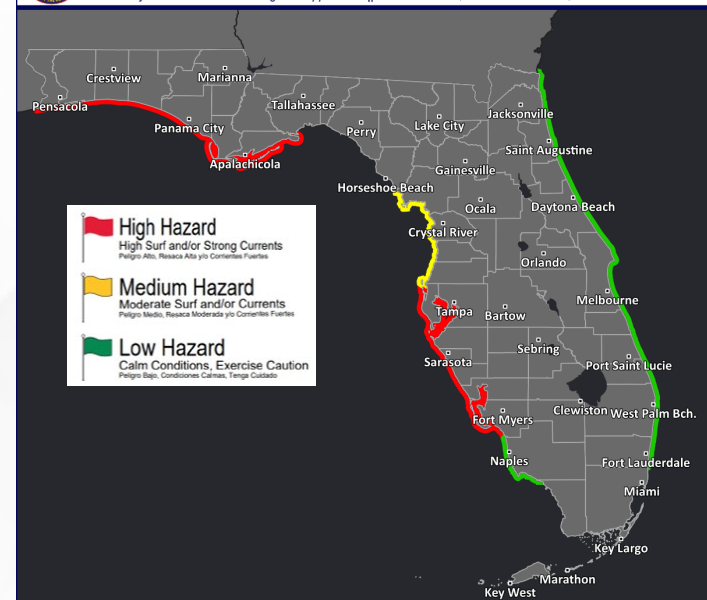 Crestview
Marianna
Pensacola
Tallahassee
Jacksonville
Panama City
Perry
Lake City
Saint Augustine
Apalachicola
Gainesville
Horseshoe Beach
Ocala
Daytona Beach
Crystal River
Orlando
High Hazard
High Surf and/or Strong Currents
Peligro Alto, Resaca Alta y/o Corrientes Fuertes
Medium Hazard
Moderate Surf and/or Currents
Peligro Medio, Resaca Moderada y/o Corrientes Fuertes
Low Hazard
Calm Conditions, Exercise Caution
Peligro Bajo, Condiciones Calmas, Tenga Cuidado
Melbourne
Tampa
Bartow
Sebring
Sarasota
Port Saint Lucie
Fort Myers
Clewiston
West Palm Bch.
Naples
Fort Lauderdale
Miami
Key Largo
Marathon
Key West